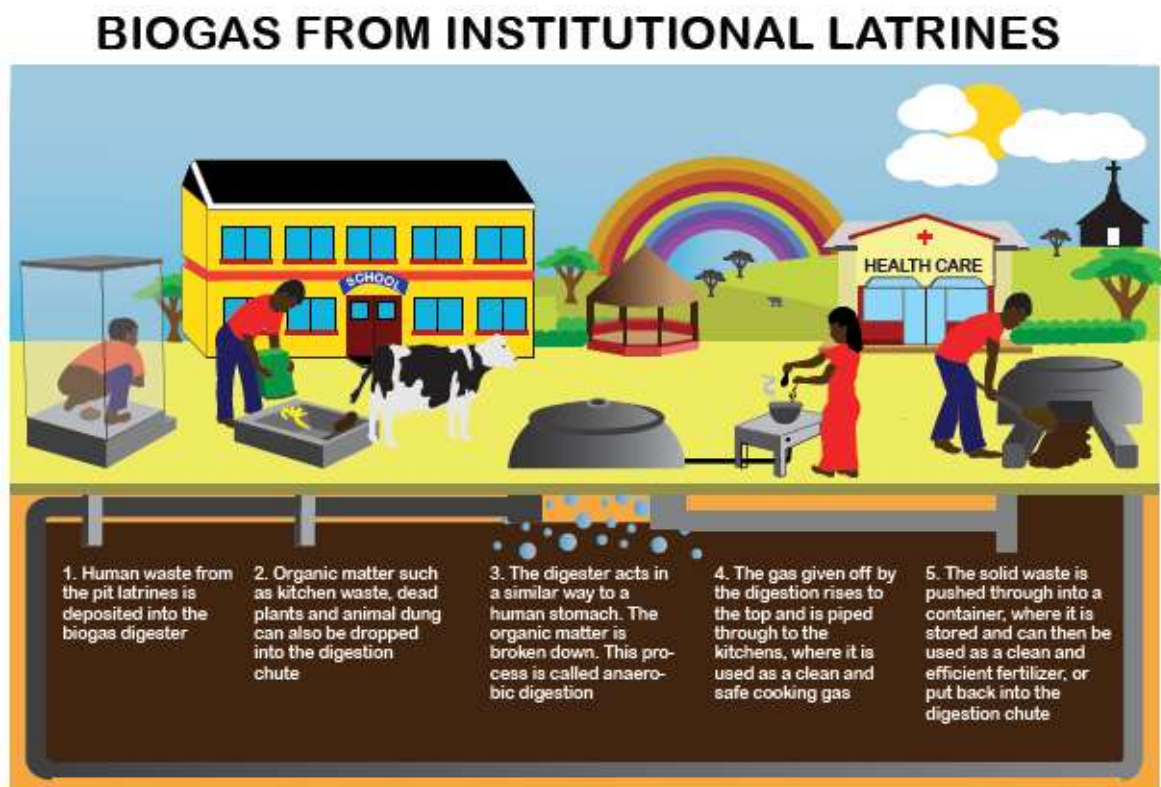 BIOGAS FROM INSTITUTIONAL LATRINES
SCHOOL
HEALTH CARE
1. Human waste from
the pit latrines is
deposited into the
biogas digester
2. Organic matter such
as kitchen waste, dead
plants and animal dung
can also be dropped
into the digestion
chute
3. The digester acts in
a similar way to a
human stomach. The
organic matter is
broken down. This pro-
cess is called anaero-
bic digestion
4. The gas given off by
the digestion rises to
the top and is piped
through to the
kitchens, where it is
used as a clean and
safe cooking gas
5. The solid waste is
pushed through into a
container, where it is
stored and can then be
used as a clean and
efficient fertilizer, or
put back into the
digestion chute